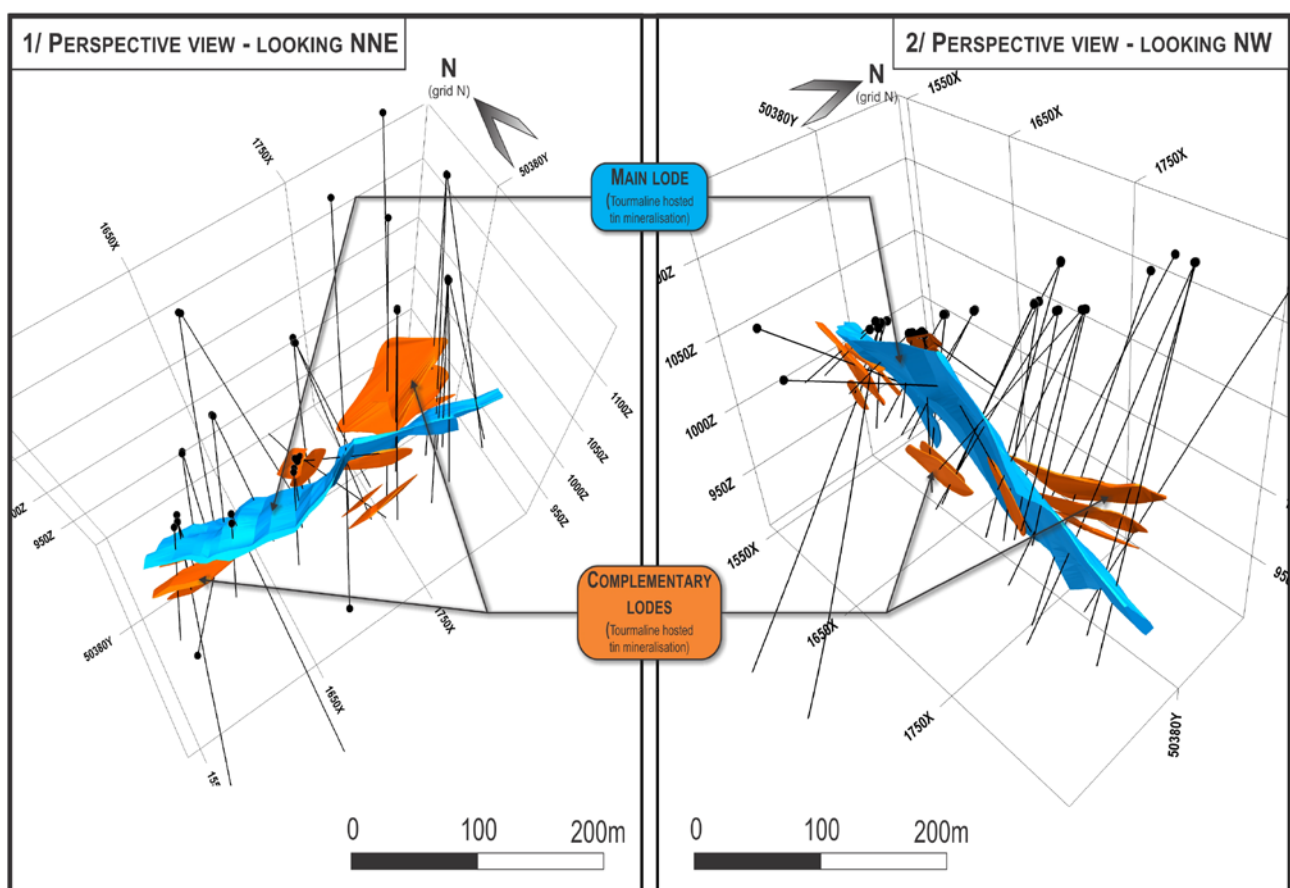 1/ PERSPECTIVE VIEW - LOOKING NNE
2/ PERSPECTIVE VIEW - LOOKING NW
N
(grid N)
1750X
50380Y
1650X
1100Z
1050Z
1000Z
950Z
950Z
50380Y
1750X
1650X
MAIN LODE
(Tourmaline hosted
tin mineralisation)
COMPLEMENTARY
LODES
(Tourmaline hosted
tin mineralisation)
N
(grid N)
50380Y
1550X
1650X
1750X
1050Z
1000Z
950Z
1550X
1650X
1750X
50380Y
0 100 200m
0 100 200m